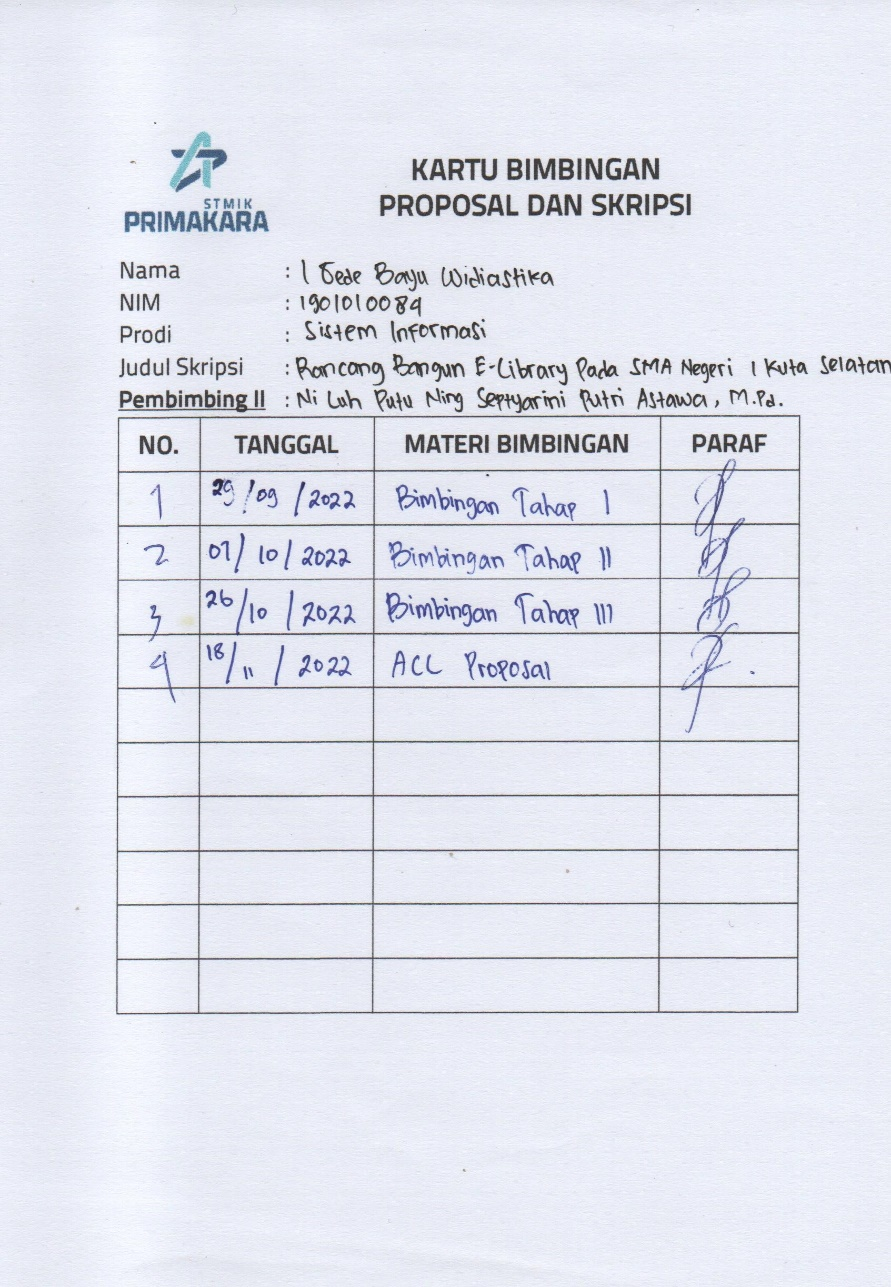 STMIK
PRIMAKARA
KARTU BIMBINGAN
PROPOSAL DAN SKRIPSI
Nama : I Gede Bayu Widiastika
NIM : 1901010084
Prodi : Sistem Informasi
Judul Skripsi : Rancang Bangun E-Library Pada SMA Negeri 1 Kuta Selatan
Pembimbing II : Ni Luh Putu Ning Septyarini Putri Astawa, M.Pd.
NO. TANGGAL MATERI BIMBINGAN PARAF
1 29/09/2022 Bimbingan Tahap I
2 07/10/2022 Bimbingan Tahap II
3 26/10/2022 Bimbingan Tahap III
4 18/11/2022 ACC Proposal